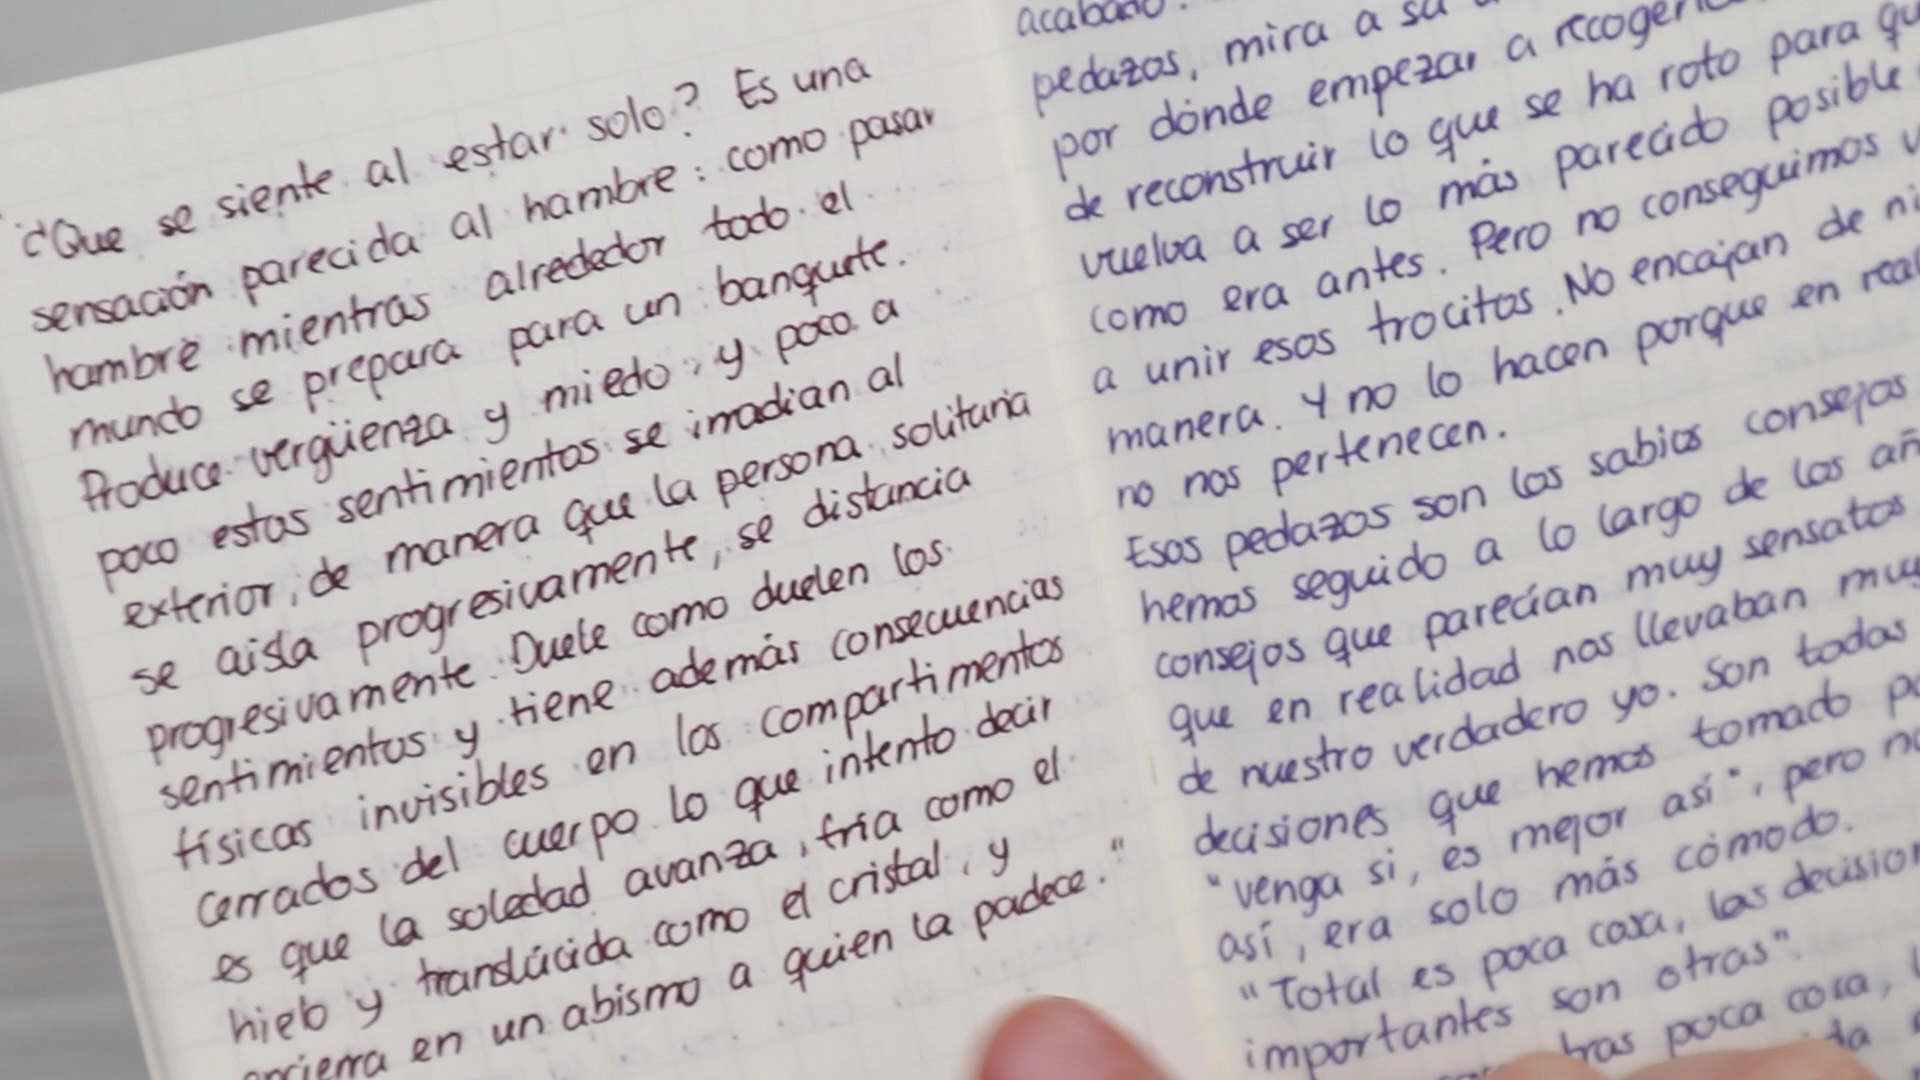 "¿Que se siente al estar solo? Es una
sensación parecida al hambre: como pasar
hambre mientras alrededor todo el
mundo se prepara para un banquete.
Produce vergüenza y miedo, y poco a
poco estos sentimientos se irradian al
exterior, de manera que la persona solitaria
se aisla progresivamente, se distancia
progresivamente. Duele como duelen los
sentimientos y tiene además consecuencias
físicas invisibles en los compartimentos
cerrados del cuerpo lo que intento decir
es que la soledad avanza, fría como el
hielo y translúcida como el cristal, y
encierra en un abismo a quien la padece."
acabado.
pedazos, mira a su
por dónde empezar a
de reconstruir lo que se ha roto para
vuelva a ser lo más parecido posible
como era antes. Pero no conseguimos
a unir esos trocitos. No encajan de
manera. Y no lo hacen porque en
no nos pertenecen.
Esos pedazos son los sabios consejos
hemos seguido a lo largo de los
consejos que parecían muy sensatos
que en realidad nos llevaban
de nuestro verdadero yo. Son todas
decisiones que hemos tomado
"venga si, es mejor así", pero
así, era solo más cómodo.
"Total es poca cosa, las
importantes son otras".
poca cosa,